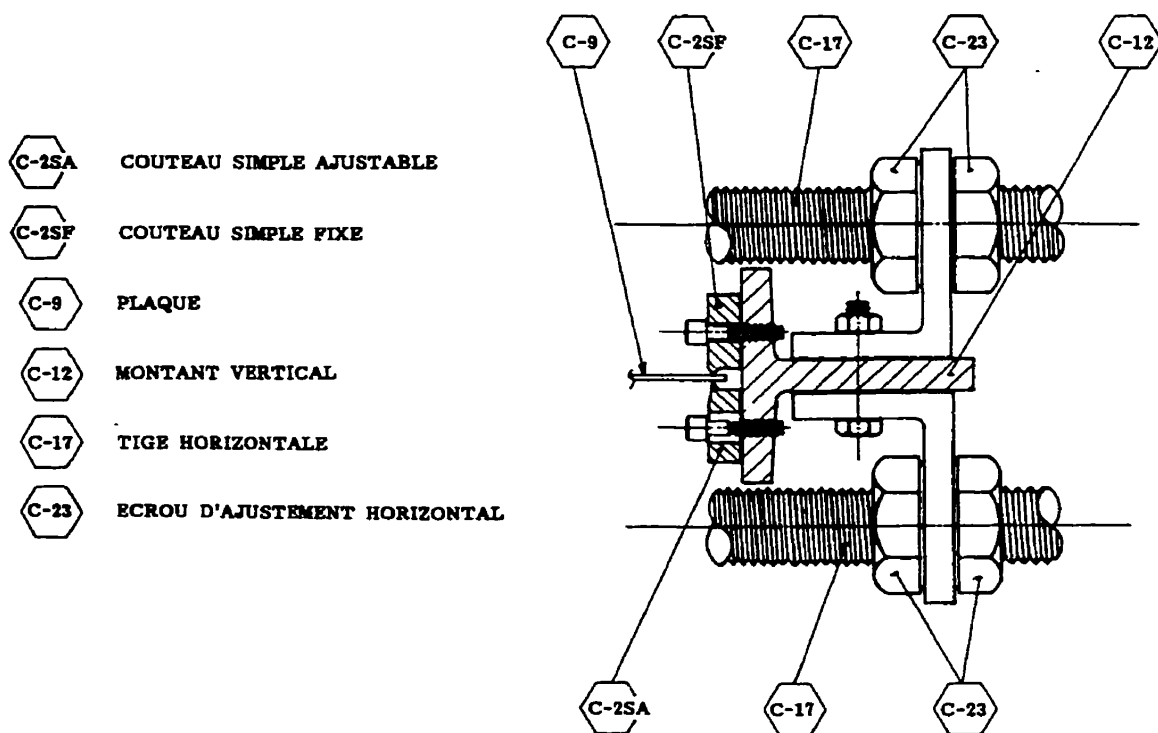 C-9 C-2SF C-17 C-23 C-12
C-2SA COUTEAU SIMPLE AJUSTABLE
C-2SF COUTEAU SIMPLE FIXE
C-9 PLAQUE
C-12 MONTANT VERTICAL
C-17 TIGE HORIZONTALE
C-23 ECROU D'AJUSTEMENT HORIZONTAL
C-2SA C-17 C-23